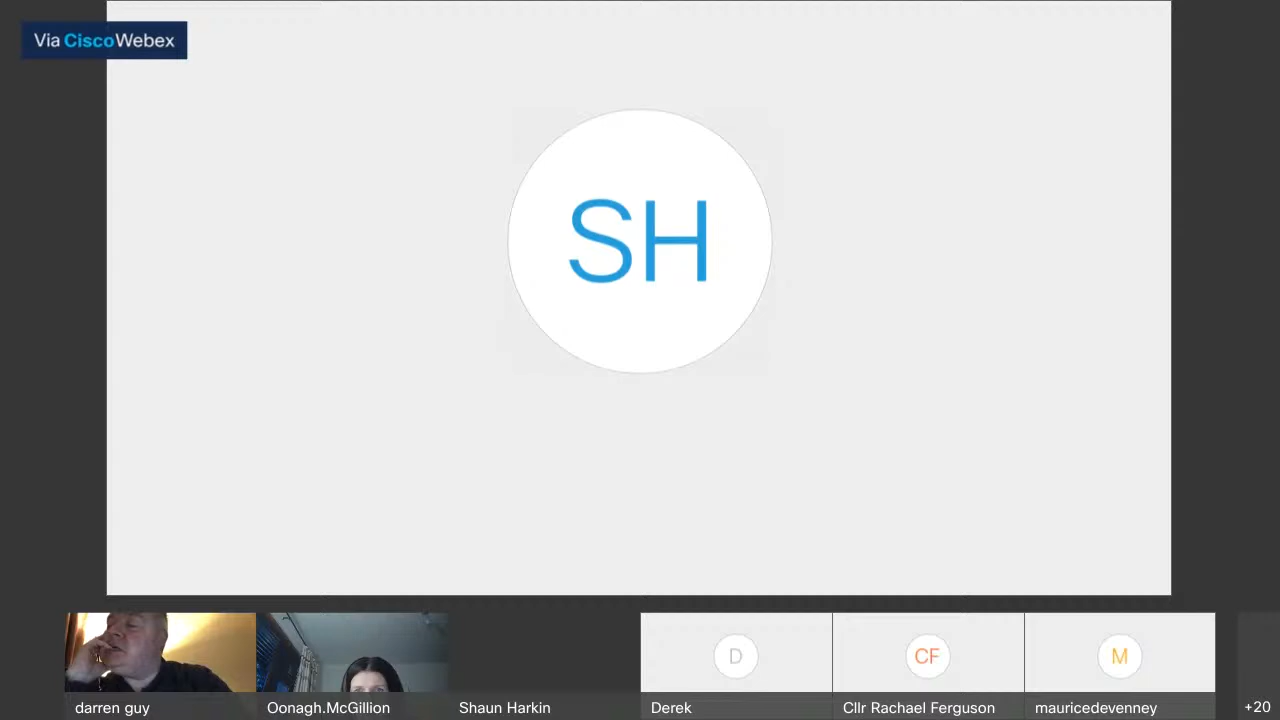 Via CiscoWebex
SH
D
CF
M
darren guy
Oonagh.McGillion
Shaun Harkin
Derek
Cllr Rachael Ferguson
mauricedevenney
+20